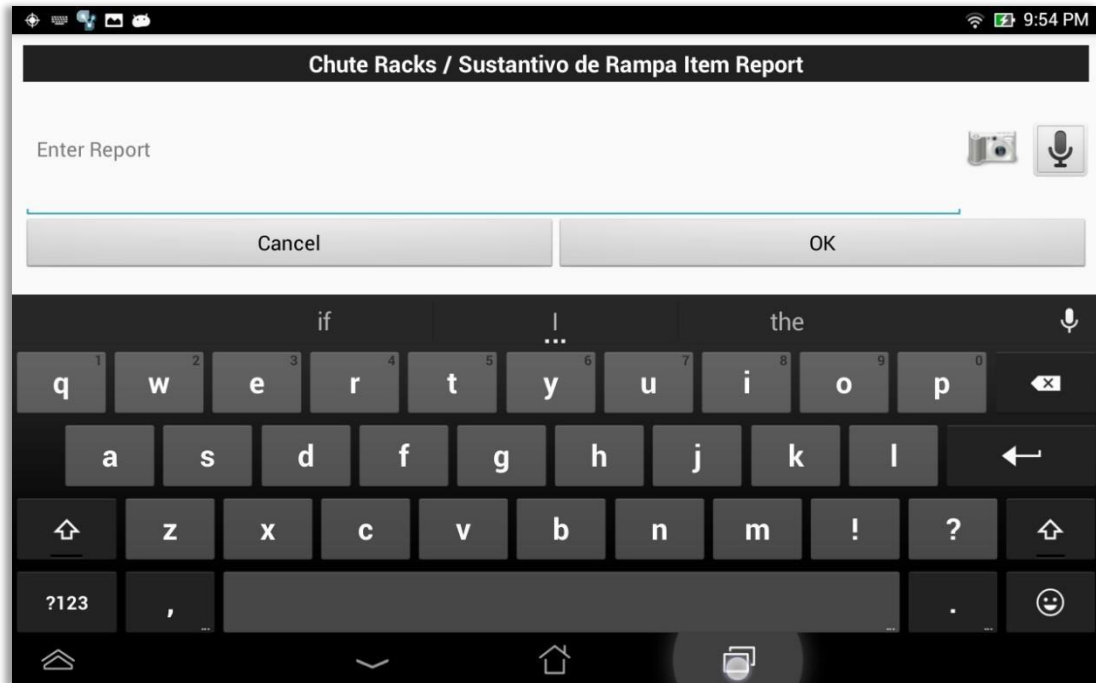 9:54 PM
Chute Racks / Sustantivo de Rampa Item Report
Enter Report
Cancel OK
if I the
q 1 w 2 e 3 r 4 t 5 y 6 u 7 i 8 o 9 p 0
a s d f g h j k l
z x c v b n m ! ?
?123 , .